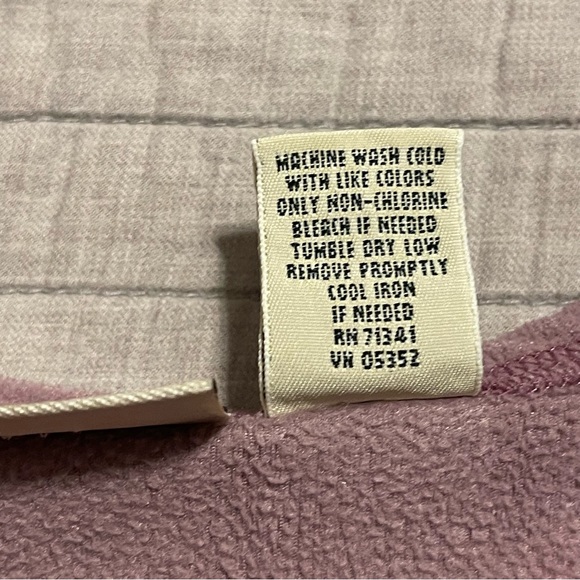 MACHINE WASH COLD
WITH LIKE COLORS
ONLY NON-CHLORINE
BLEACH IF NEEDED
TUMBLE DRY LOW
REMOVE PROMPTLY
COOL IRON
IF NEEDED
RN 71341
VN 05352